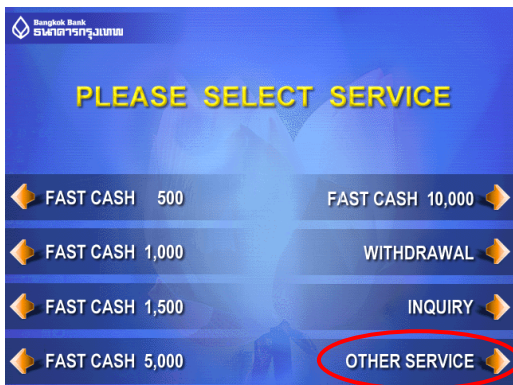 Bangkok Bank
ธนาคารกรุงเทพ
PLEASE SELECT SERVICE
FAST CASH 500
FAST CASH 10,000
FAST CASH 1,000
WITHDRAWAL
FAST CASH 1,500
INQUIRY
FAST CASH 5,000
OTHER SERVICE